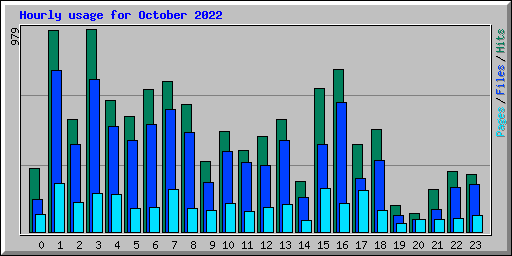 Hourly usage for October 2022
979
Pages/Files/Hits
0 1 2 3 4 5 6 7 8 9 10 11 12 13 14 15 16 17 18 19 20 21 22 23